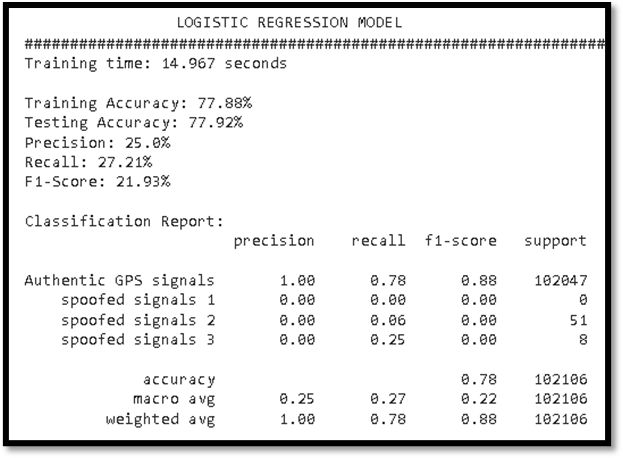 LOGISTIC REGRESSION MODEL
################################################################
Training time: 14.967 seconds
Training Accuracy: 77.88%
Testing Accuracy: 77.92%
Precision: 25.0%
Recall: 27.21%
F1-Score: 21.93%
Classification Report:
precision recall f1-score support
Authentic GPS signals 1.00 0.78 0.88 102047
spoofed signals 1 0.00 0.00 0.00 0
spoofed signals 2 0.00 0.06 0.00 51
spoofed signals 3 0.00 0.25 0.00 8
accuracy 0.78 102106
macro avg 0.25 0.27 0.22 102106
weighted avg 1.00 0.78 0.88 102106